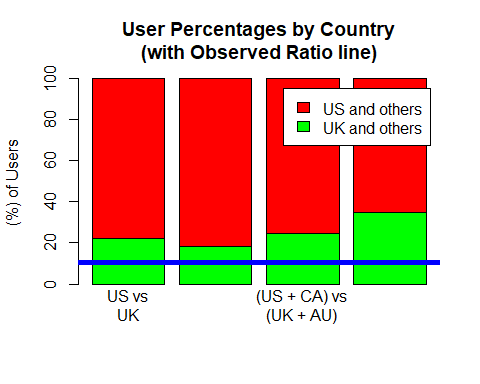 User Percentages by Country
(with Observed Ratio line)
(%) of Users
100
80
60
40
20
0
US and others
UK and others
US vs
UK
(US + CA) vs
(UK + AU)